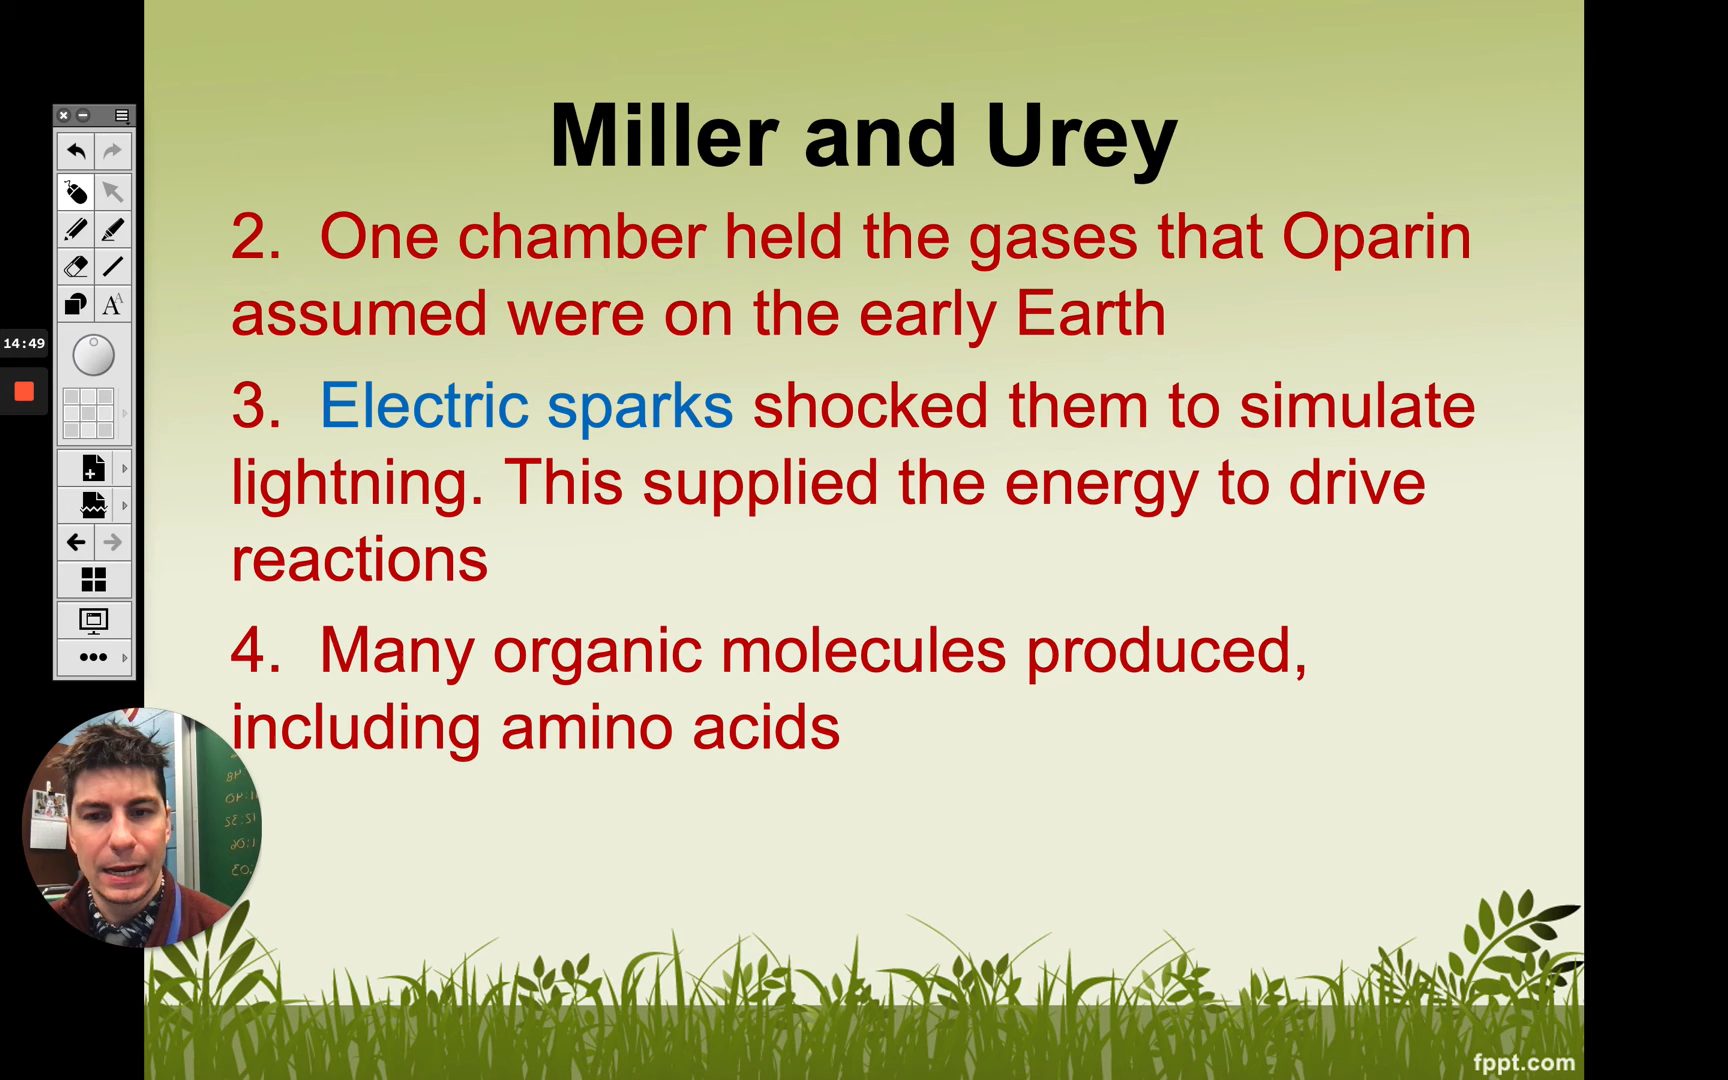 Miller and Urey
2. One chamber held the gases that Oparin
assumed were on the early Earth
3. Electric sparks shocked them to simulate
lightning. This supplied the energy to drive
reactions
4. Many organic molecules produced,
including amino acids
14:49
fppt.com